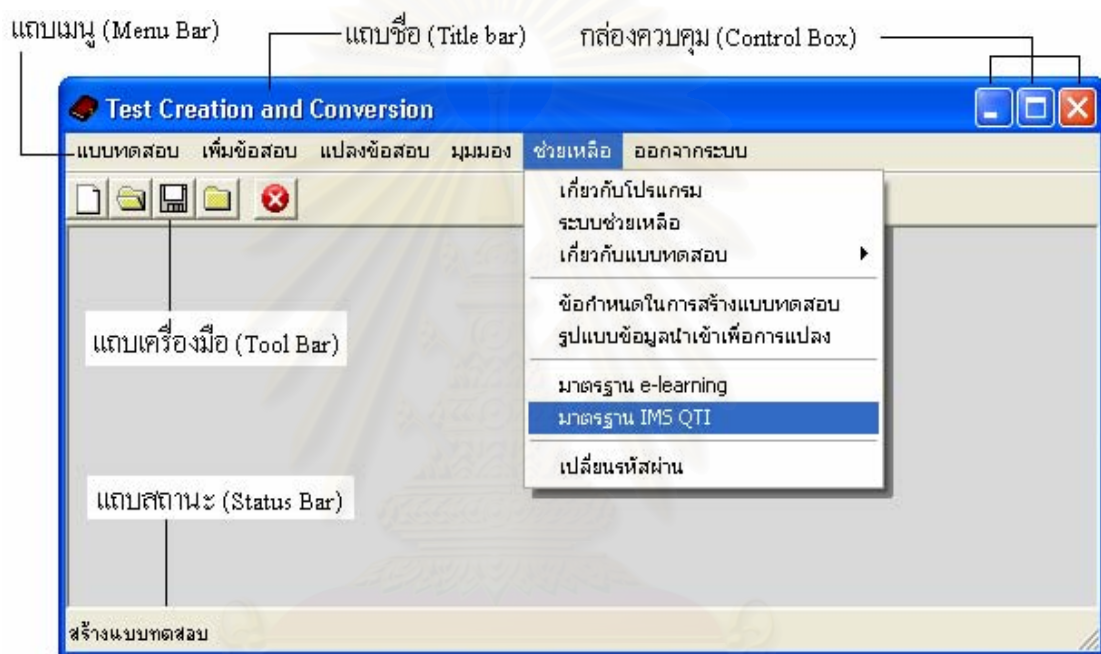 แถบเมนู (Menu Bar)
แถบชื่อ (Title bar)
กล่องควบคุม (Control Box)
Test Creation and Conversion
แบบทดสอบ เพิ่มข้อสอบ แปลงข้อสอบ มุมมอง ช่วยเหลือ ออกจากระบบ
เกี่ยวกับโปรแกรม
ระบบช่วยเหลือ
เกี่ยวกับแบบทดสอบ
ข้อกำหนดในการสร้างแบบทดสอบ
รูปแบบข้อมูลนำเข้าเพื่อการแปลง
มาตรฐาน e-learning
มาตรฐาน IMS QTI
เปลี่ยนรหัสผ่าน
แถบเครื่องมือ (Tool Bar)
แถบสถานะ (Status Bar)
สร้างแบบทดสอบ